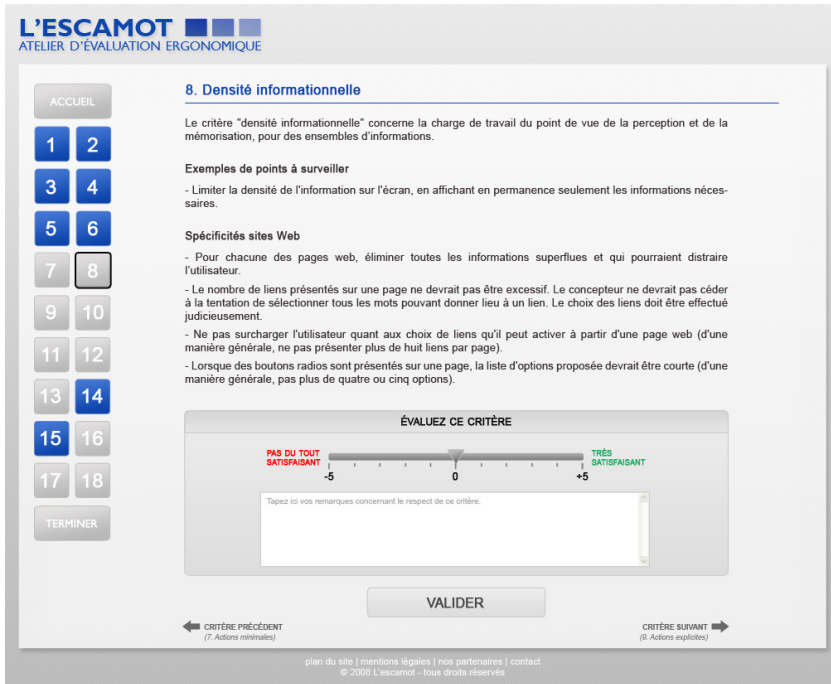 L'ESCAMOT
ATELIER D'ÉVALUATION ERGONOMIQUE
ACCUEIL
1 2
3 4
5 6
7 8
9 10
11 12
13 14
15 16
17 18
TERMINER
8. Densité informationnelle
Le critère "densité informationnelle" concerne la charge de travail du point de vue de la perception et de la
mémorisation, pour des ensembles d'informations.
Exemples de points à surveiller
- Limiter la densité de l'information sur l'écran, en affichant en permanence seulement les informations néces-
saires.
Spécificités sites Web
- Pour chacune des pages web, éliminer toutes les informations superflues et qui pourraient distraire
l'utilisateur.
- Le nombre de liens présentés sur une page ne devrait pas être excessif. Le concepteur ne devrait pas céder
à la tentation de sélectionner tous les mots pouvant donner lieu à un lien. Le choix des liens doit être effectué
judicieusement.
- Ne pas surcharger l'utilisateur quant aux choix de liens qu'il peut activer à partir d'une page web (d'une
manière générale, ne pas présenter plus de huit liens par page).
- Lorsque des boutons radios sont présentés sur une page, la liste d'options proposée devrait être courte (d'une
manière générale, pas plus de quatre ou cinq options).
ÉVALUEZ CE CRITÈRE
PAS DU TOUT
SATISFAISANT
TRÈS
SATISFAISANT
-5 0 +5
Tapez ici vos remarques concernant le respect de ce critère.
VALIDER
CRITÈRE PRÉCÉDENT
(7. Actions minimales)
CRITÈRE SUIVANT
(9. Actions explicites)
plan du site | mentions légales | nos partenaires | contact
© 2008 L'escamot - tous droits réservés